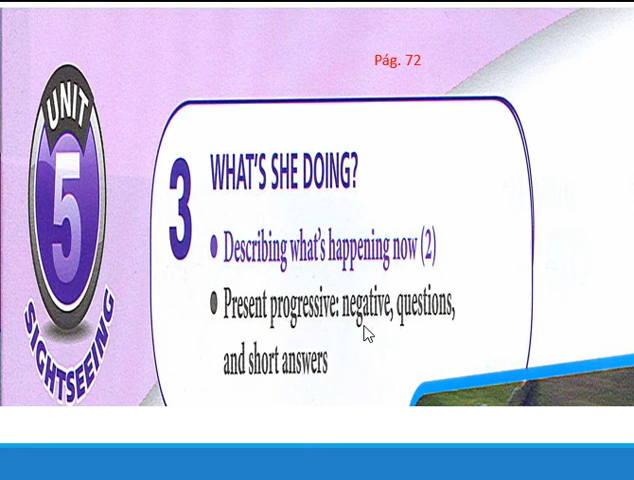 Pág. 72
UNIT
5
SIGHTSEEING
3
WHAT'S SHE DOING?
• Describing what's happening now (2)
• Present progressive: negative, questions,
and short answers